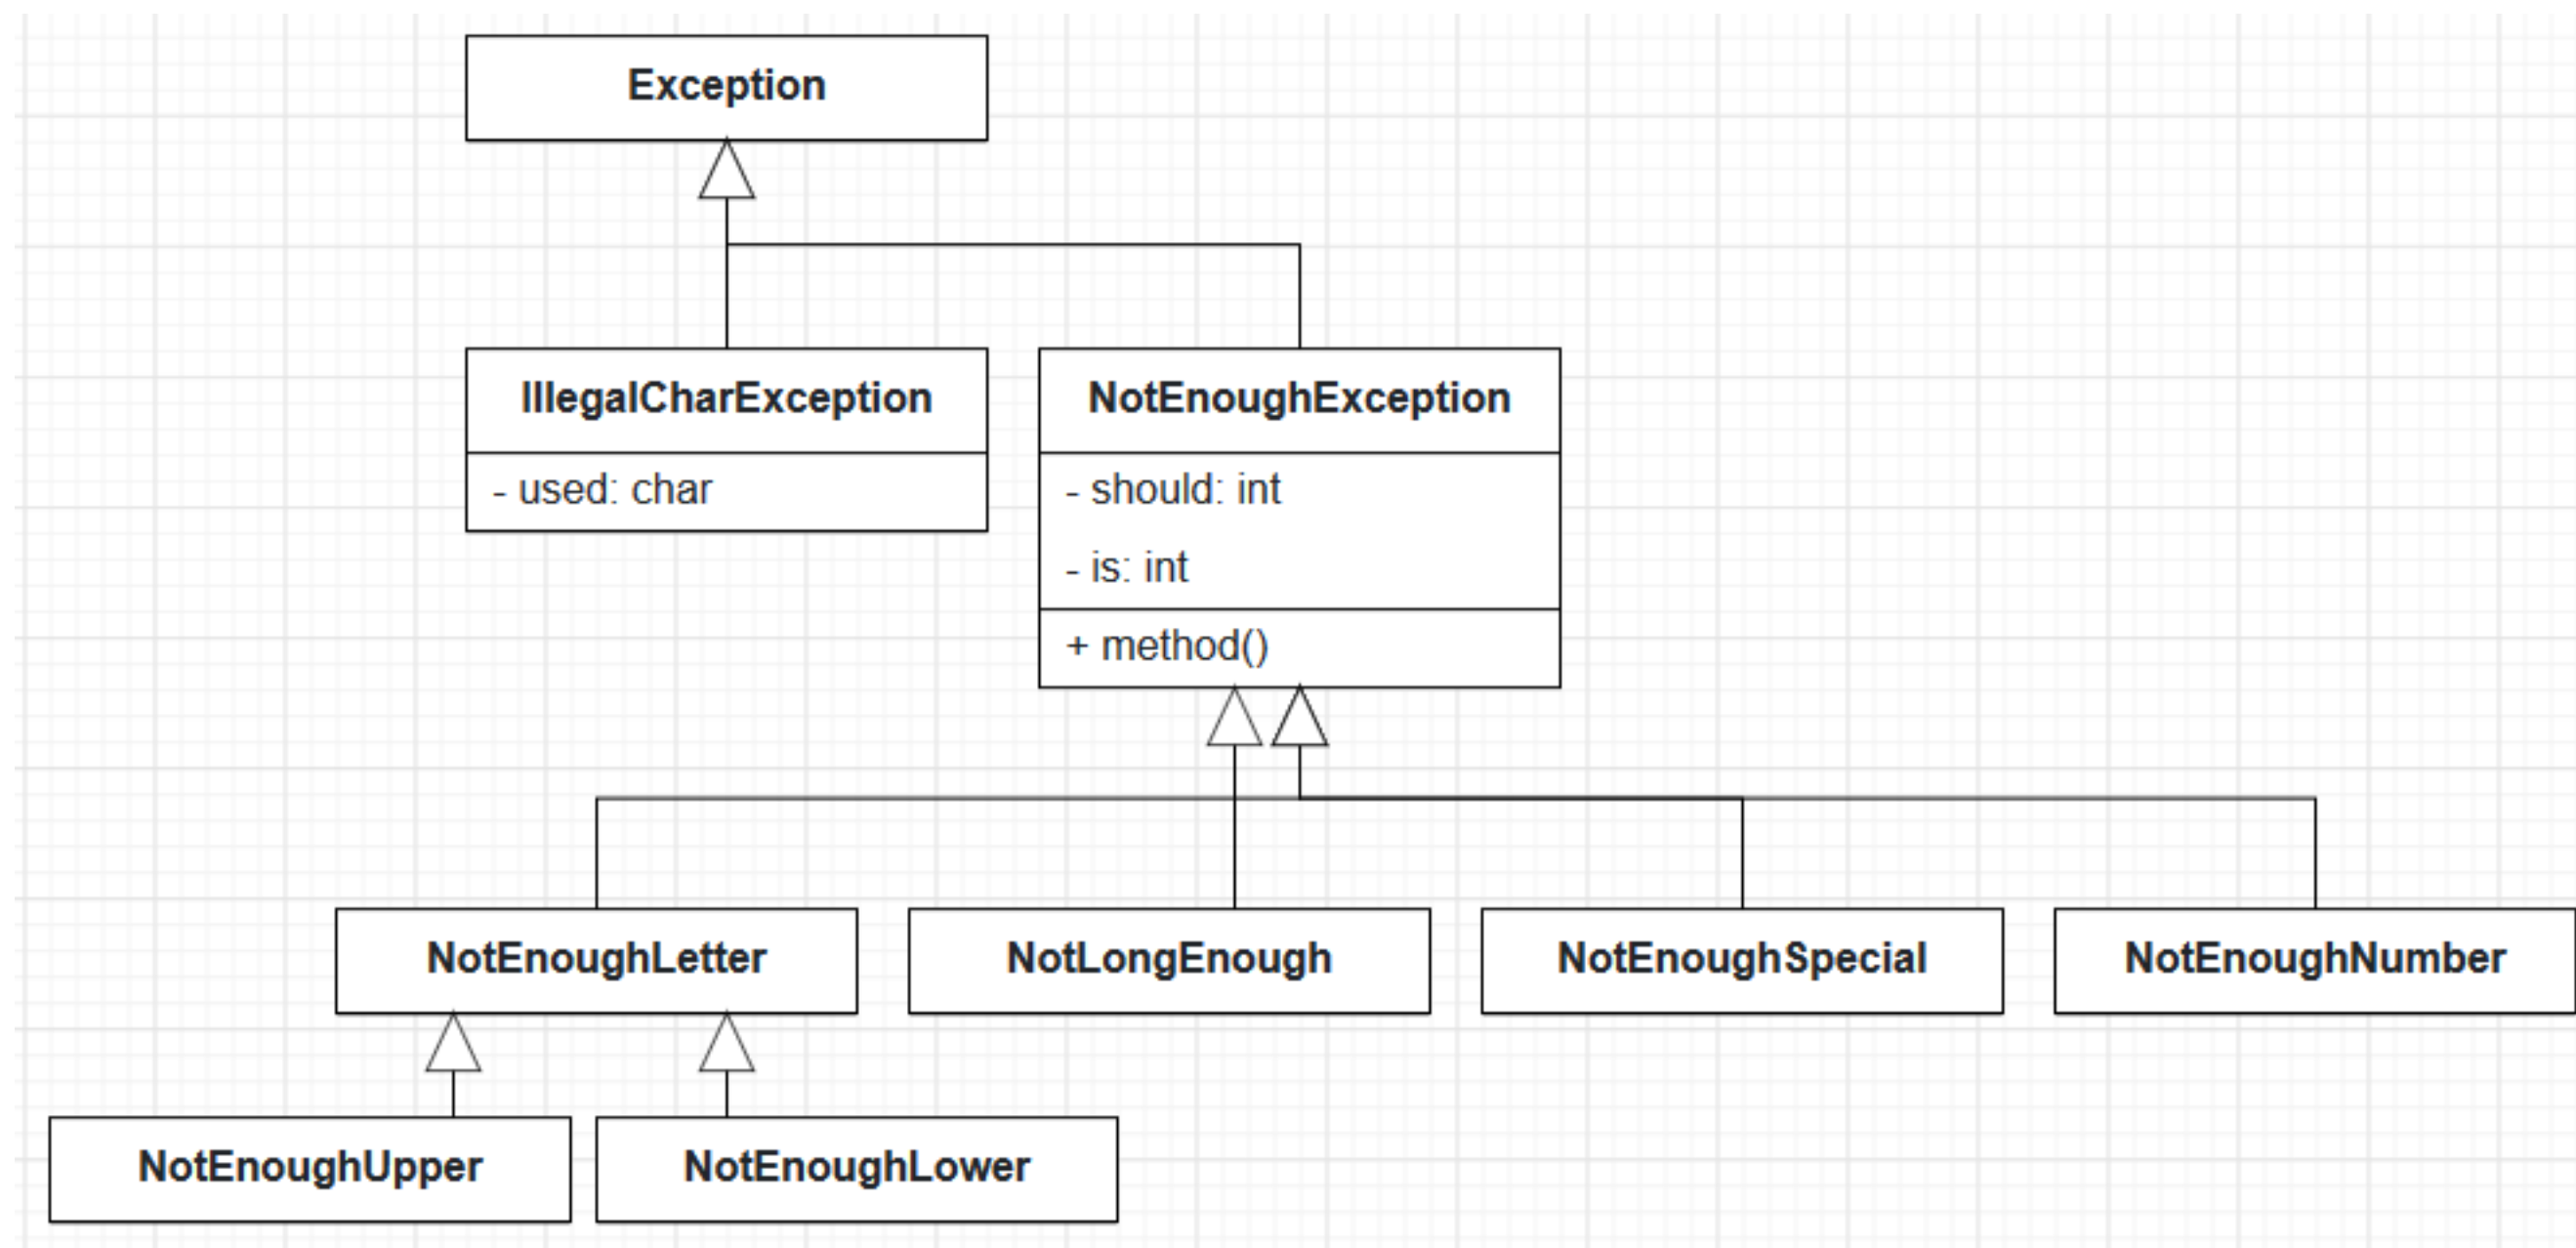 Exception
IllegalCharException
- used: char
NotEnoughException
- should: int
- is: int
+ method()
NotEnoughLetter
NotLongEnough
NotEnoughSpecial
NotEnoughNumber
NotEnoughUpper
NotEnoughLower